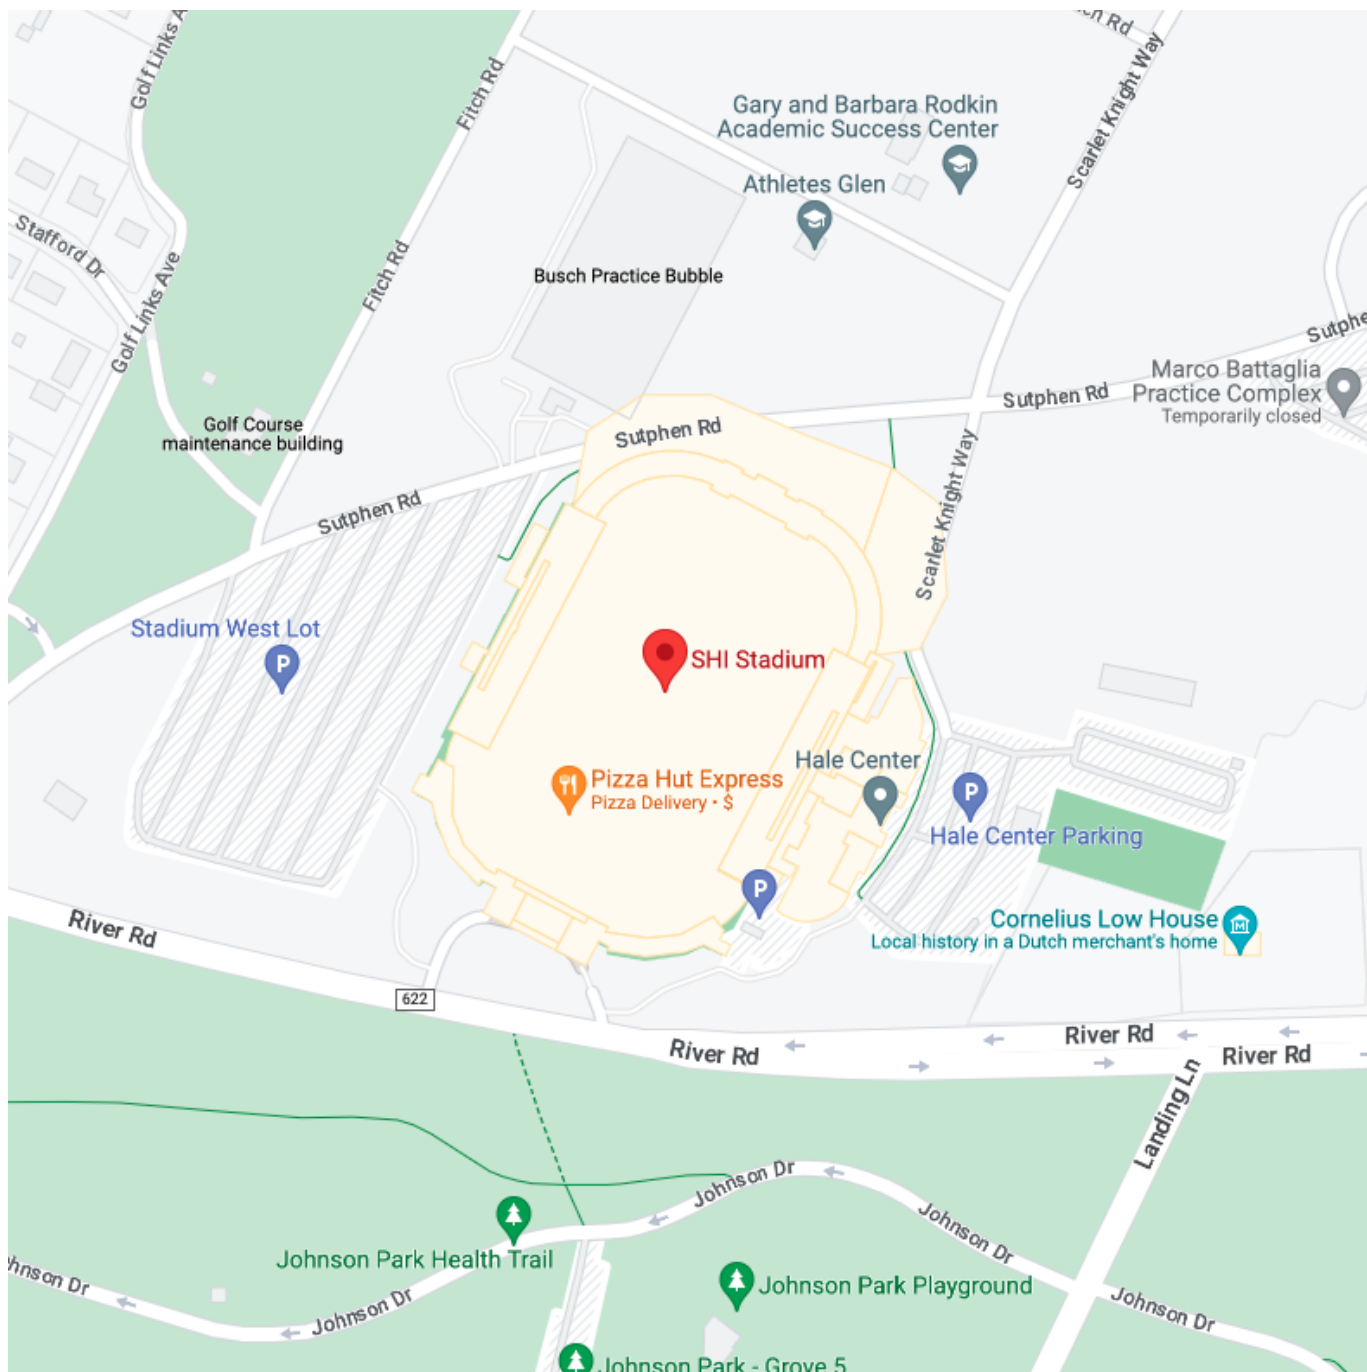 Golf Links A
ch Rd
Scarlet Knight Way
Fitch Rd
Gary and Barbara Rodkin
Academic Success Center
Athletes Glen
Stafford Dr
Golf Links Ave
Fitch Rd
Busch Practice Bubble
Sutphe
Marco Battaglia
Practice Complex
Temporarily closed
Sutphen Rd
Golf Course
maintenance building
Sutphen Rd
Sutphen Rd
Scarlet Knight Way
Stadium West Lot
P
SHI Stadium
Hale Center
Pizza Hut Express
Pizza Delivery • $
P
Hale Center Parking
P
Cornelius Low House
Local history in a Dutch merchant's home
River Rd
622
River Rd
River Rd
River Rd
Landing Ln
Johnson Dr
Johnson Dr
Johnson Park Health Trail
Johnson Park Playground
hnson Dr
Johnson Dr
Johnson Dr
Johnson Park - Grove 5